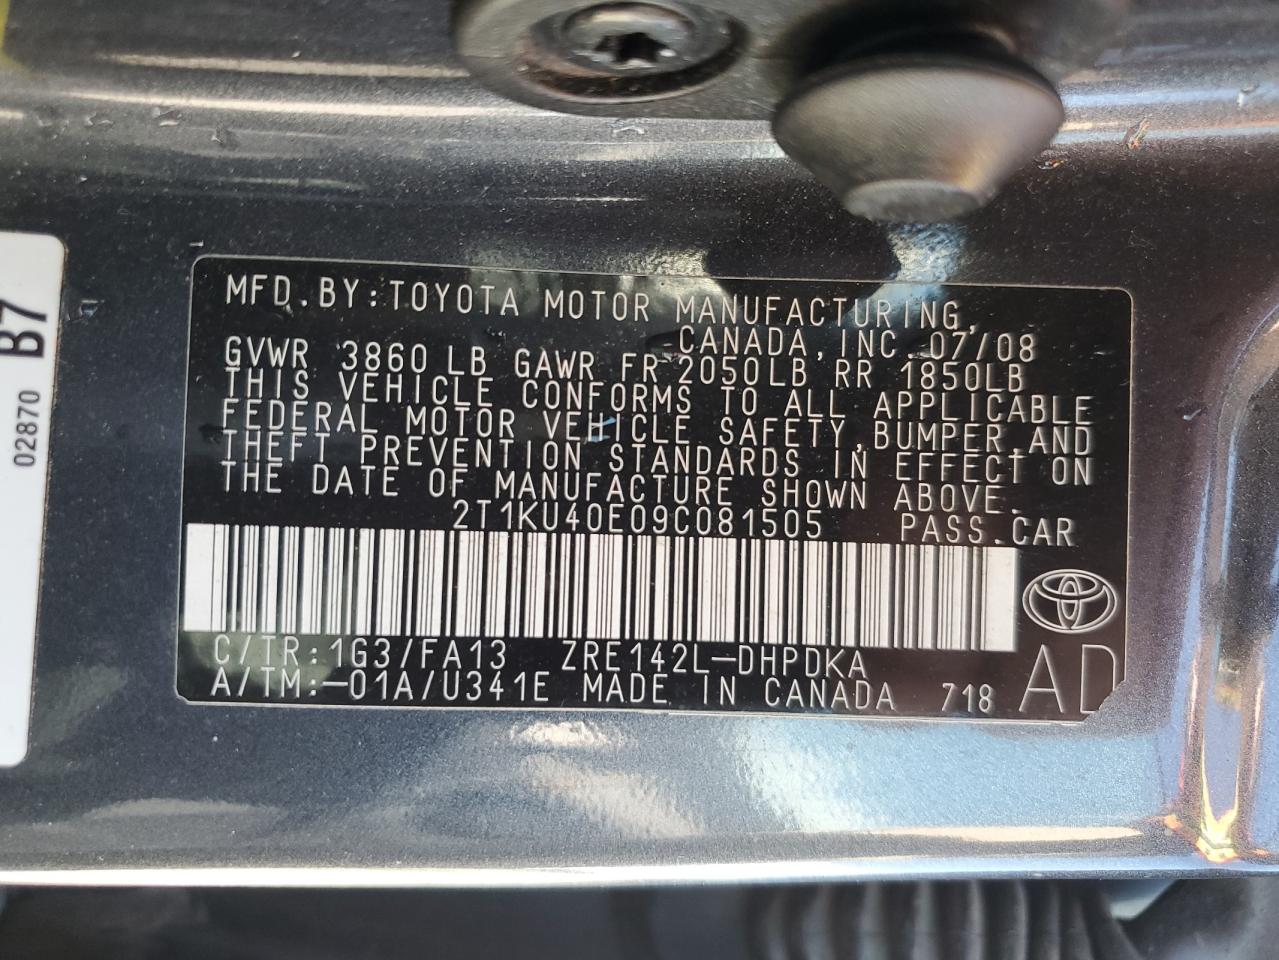 B7
02870
MFD.BY:TOYOTA MOTOR MANUFACTURING,
CANADA,INC.07/08
GVWR 3860LB GAWR FR 2050LB RR 1850LB
THIS VEHICLE CONFORMS TO ALL APPLICABLE
FEDERAL MOTOR VEHICLE SAFETY,BUMPER,AND
THEFT PREVENTION STANDARDS IN EFFECT ON
THE DATE OF MANUFACTURE SHOWN ABOVE.
2T1KU40E09C081505 PASS.CAR
C/TR:1G3/FA13 ZRE142L-DHPDKA
A/TM:-01A/U341E MADE IN CANADA 718
AD